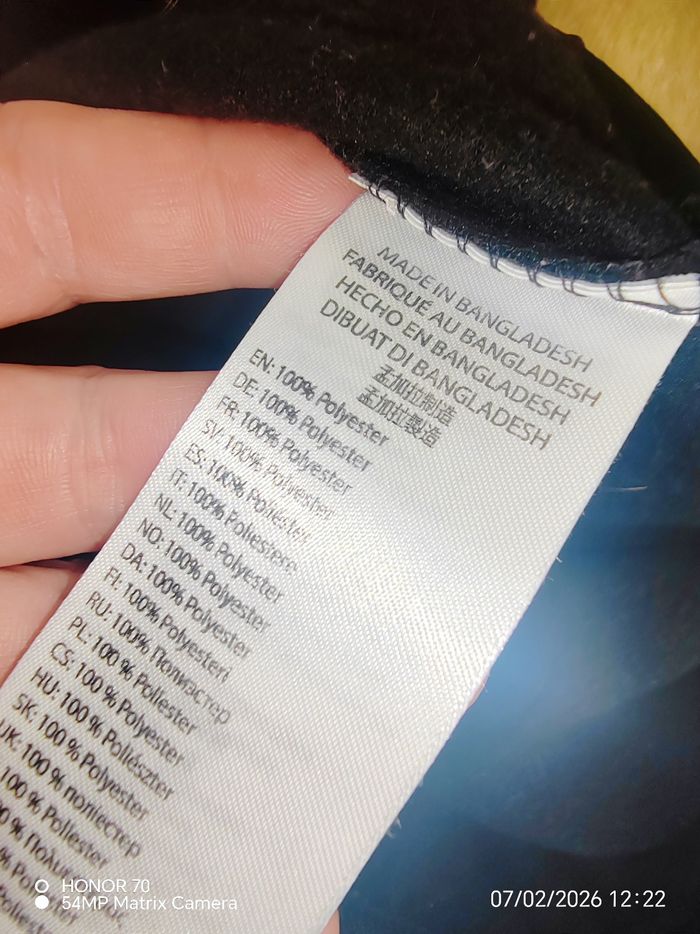 MADE IN BANGLADESH
FABRIQUÉ AU BANGLADESH
HECHO EN BANGLADESH
DIBUAT DI BANGLADESH
孟加拉制造
孟加拉製造
EN: 100% Polyester
DE: 100% Polyester
FR: 100% Polyester
SV: 100% Polyester
ES: 100% Poliester
IT: 100% Poliestere
NL: 100% Polyester
NO: 100% Polyester
DA: 100% Polyester
FI: 100% Polyesteri
RU: 100% Полиэстер
PL: 100 % Poliester
CS: 100 % Polyester
HU: 100 % Poliészter
SK: 100 % Polyester
UK: 100 % поліестер
100 % Poliester
HONOR 70
54MP Matrix Camera
07/02/2026 12:22